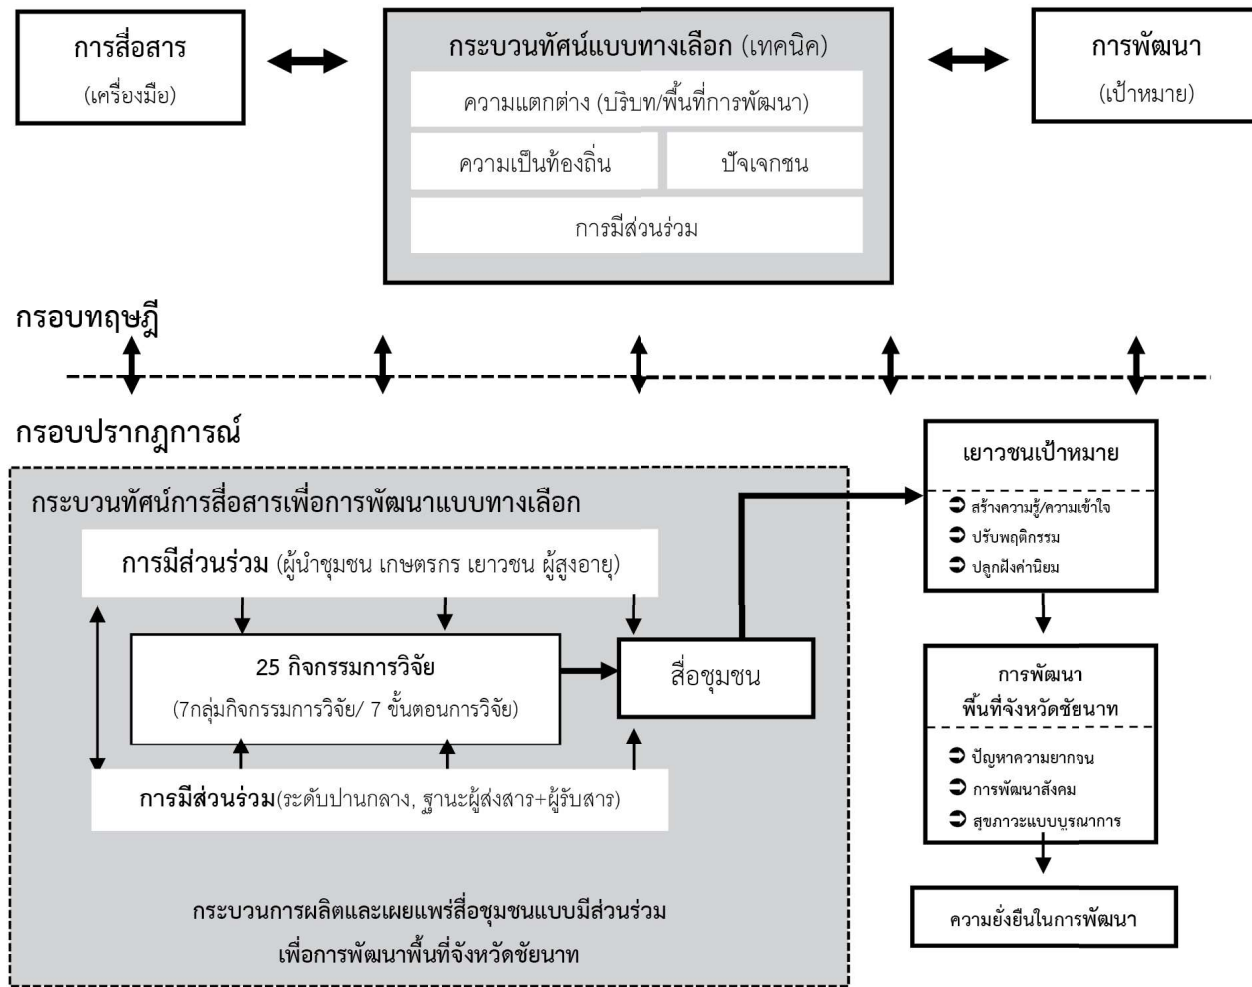 การสื่อสาร
(เครื่องมือ)
กระบวนทัศน์แบบทางเลือก (เทคนิค)
ความแตกต่าง (บริบท/พื้นที่การพัฒนา)
ความเป็นท้องถิ่น
ปัจเจกชน
การมีส่วนร่วม
การพัฒนา
(เป้าหมาย)
กรอบทฤษฎี
กรอบปรากฏการณ์
กระบวนทัศน์การสื่อสารเพื่อการพัฒนาแบบทางเลือก
การมีส่วนร่วม (ผู้นำชุมชน เกษตรกร เยาวชน ผู้สูงอายุ)
25 กิจกรรมการวิจัย
(7กลุ่มกิจกรรมการวิจัย/ 7 ขั้นตอนการวิจัย)
สื่อชุมชน
การมีส่วนร่วม(ระดับปานกลาง, ฐานะผู้ส่งสาร+ผู้รับสาร)
กระบวนการผลิตและเผยแพร่สื่อชุมชนแบบมีส่วนร่วม
เพื่อการพัฒนาพื้นที่จังหวัดชัยนาท
เยาวชนเป้าหมาย
สร้างความรู้/ความเข้าใจ
ปรับพฤติกรรม
ปลูกฝังค่านิยม
การพัฒนา
พื้นที่จังหวัดชัยนาท
ปัญหาความยากจน
การพัฒนาสังคม
สุขภาวะแบบบูรณาการ
ความยั่งยืนในการพัฒนา